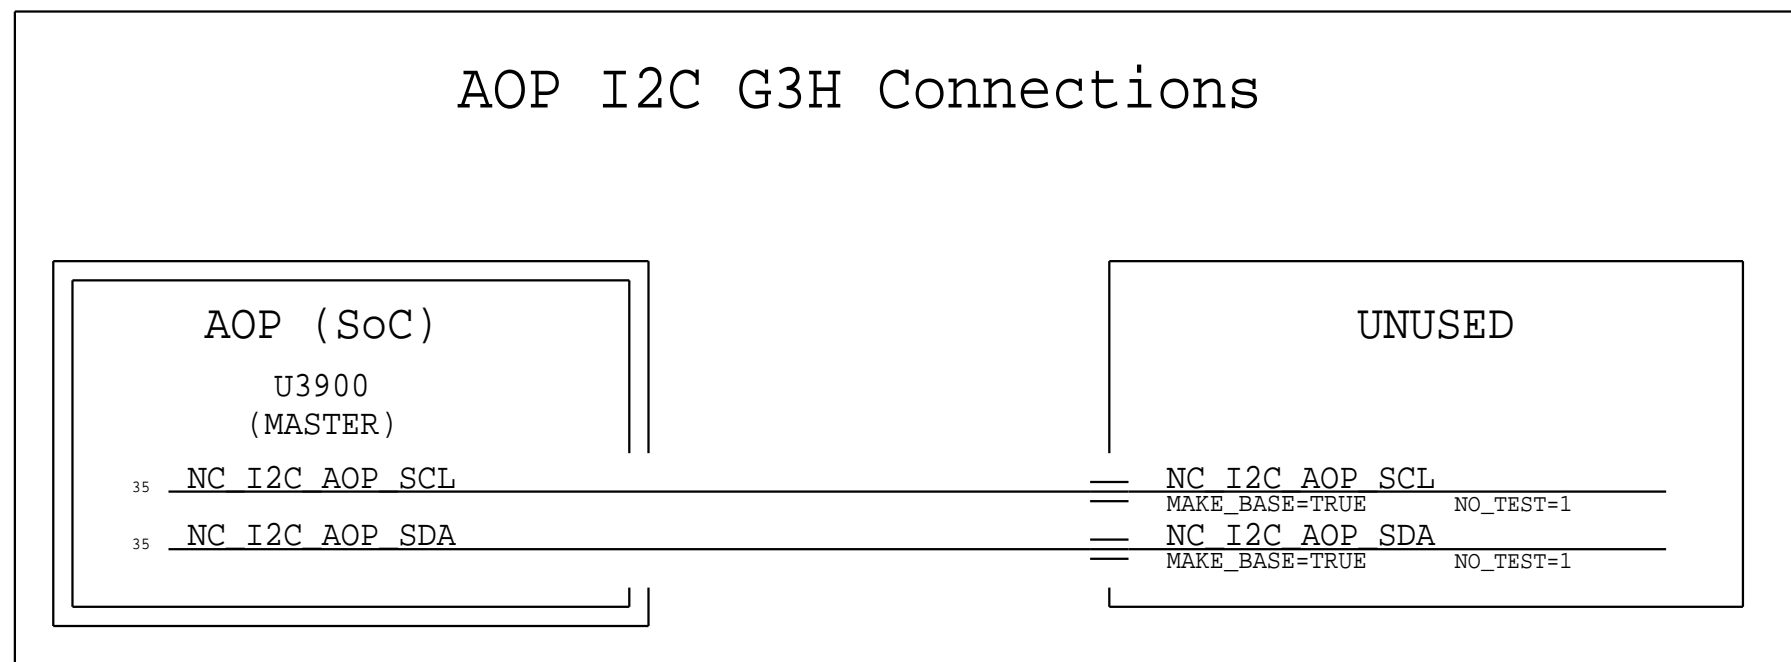 AOP I2C G3H Connections
AOP (SoC)
U3900
(MASTER)
35 NC_I2C_AOP_SCL
35 NC_I2C_AOP_SDA
UNUSED
NC_I2C_AOP_SCL
MAKE_BASE=TRUE NO_TEST=1
NC_I2C_AOP_SDA
MAKE_BASE=TRUE NO_TEST=1